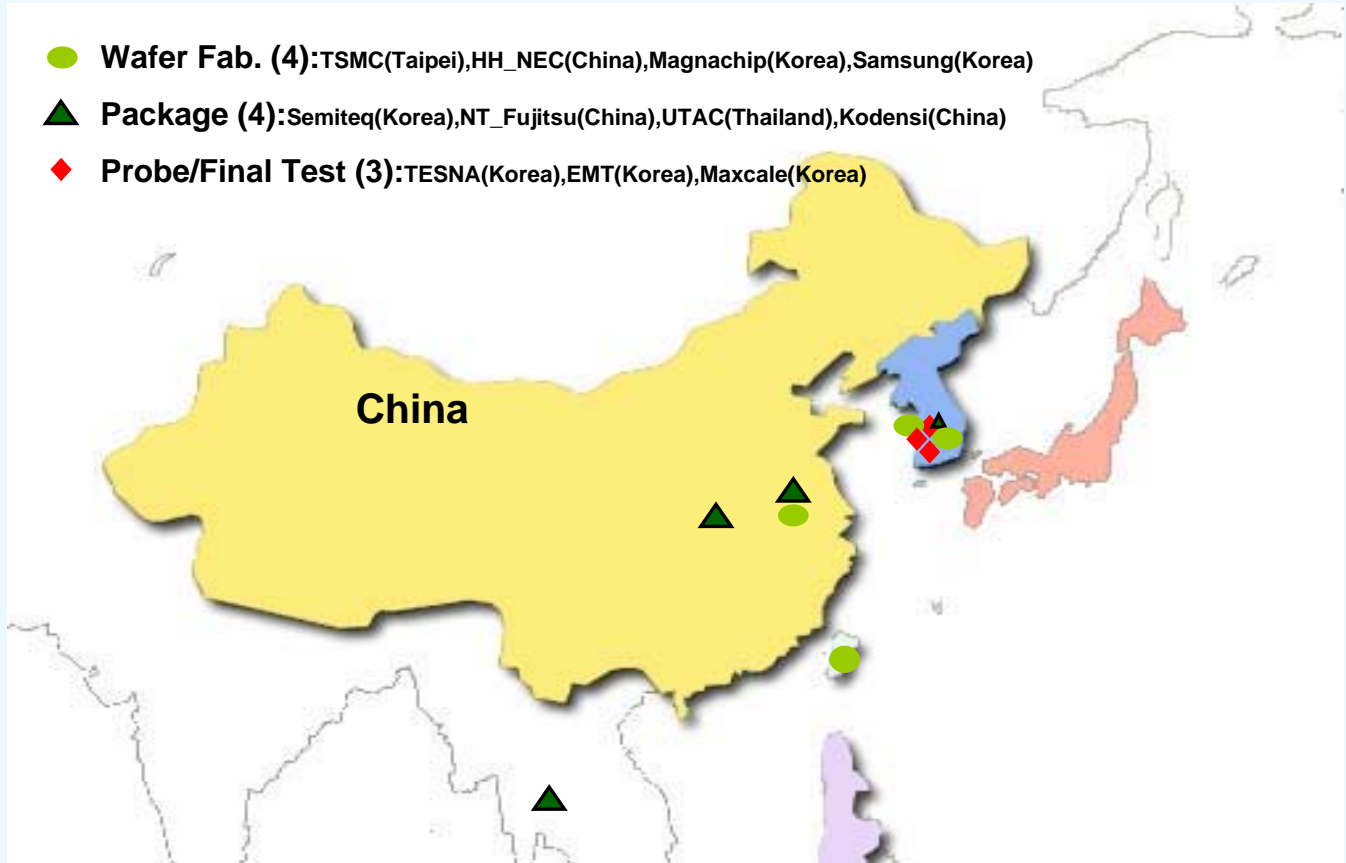 Wafer Fab. (4):TSMC(Taipei),HH_NEC(China),Magnachip(Korea),Samsung(Korea)
Package (4):Semiteq(Korea),NT_Fujitsu(China),UTAC(Thailand),Kodensi(China)
Probe/Final Test (3):TESNA(Korea),EMT(Korea),Maxcale(Korea)
China